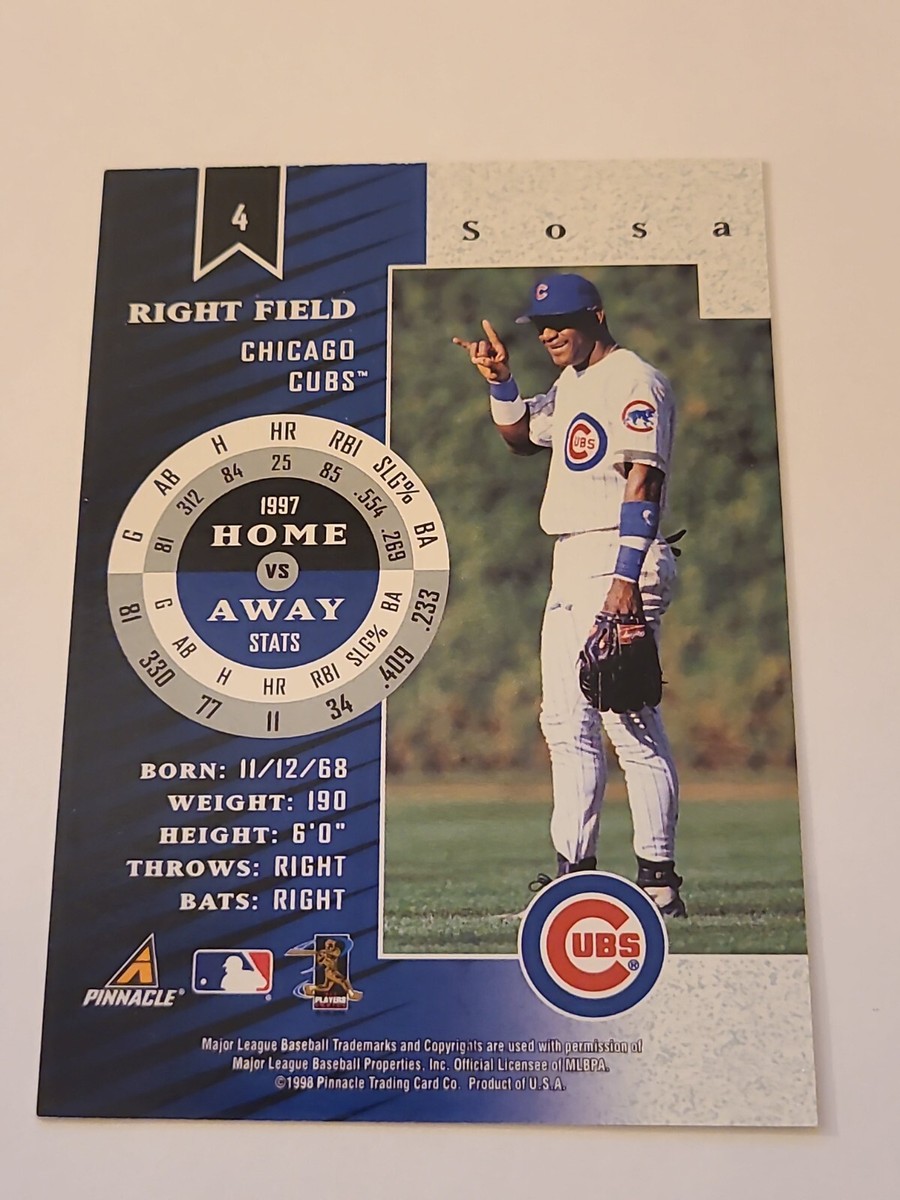 4
Sosa
RIGHT FIELD
CHICAGO
CUBS™
G AB H HR RBI SLG% BA
81 312 84 25 85 .554 .269
1997
HOME
VS
AWAY
STATS
G AB H HR RBI SLG% BA
81 330 77 11 34 .409 .233
BORN: 11/12/68
WEIGHT: 190
HEIGHT: 6'0"
THROWS: RIGHT
BATS: RIGHT
C
CUBS
CUBS®
PINNACLE®
PLAYERS
Major League Baseball Trademarks and Copyrights are used with permission of
Major League Baseball Properties, Inc. Official Licensee of MLBPA.
©1998 Pinnacle Trading Card Co. Product of U.S.A.